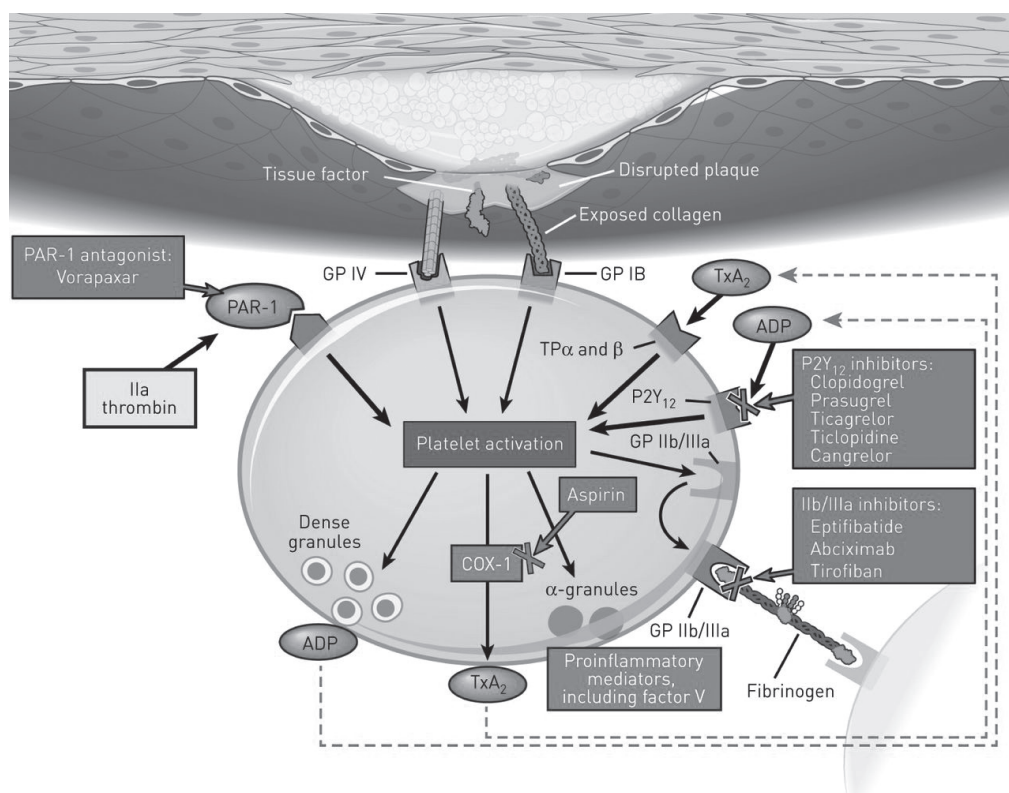 Tissue factor
Disrupted plaque
Exposed collagen
PAR-1 antagonist:
Vorapaxar
GP IV
GP IB
TxA₂
PAR-1
ADP
TPα and β
IIa
thrombin
P2Y₁₂
P2Y₁₂ inhibitors:
Clopidogrel
Prasugrel
Ticagrelor
Ticlopidine
Cangrelor
Platelet activation
GP IIb/IIIa
Aspirin
IIb/IIIa inhibitors:
Eptifibatide
Abciximab
Tirofiban
Dense
granules
COX-1
α-granules
GP IIb/IIIa
ADP
TxA₂
Proinflammatory
mediators,
including factor V
Fibrinogen